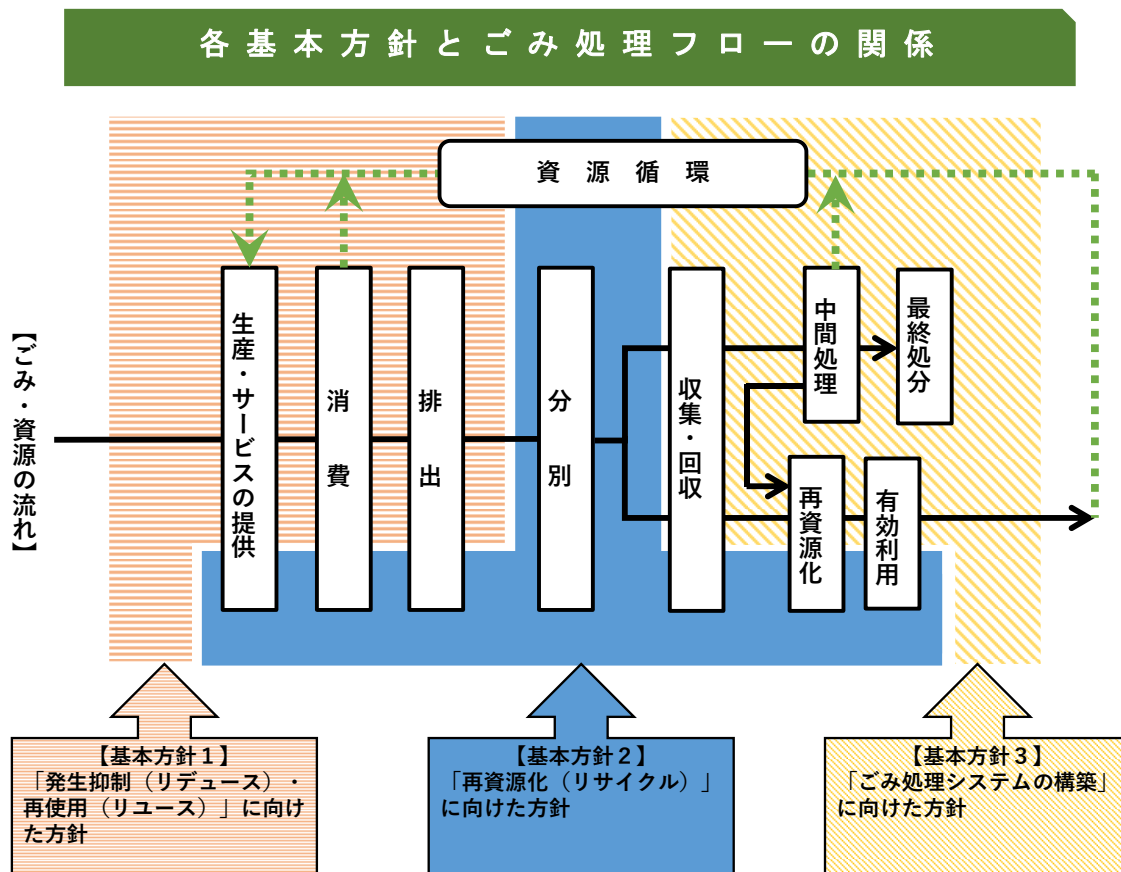 各基本方針とごみ処理フローの関係
資源循環
【ごみ・資源の流れ】
生産・サービスの提供
消費
排出
分別
収集・回収
中間処理
最終処分
再資源化
有効利用
【基本方針１】
「発生抑制（リデュース）・
再使用（リユース）」に向け
た方針
【基本方針２】
「再資源化（リサイクル）」
に向けた方針
【基本方針３】
「ごみ処理システムの構築」
に向けた方針